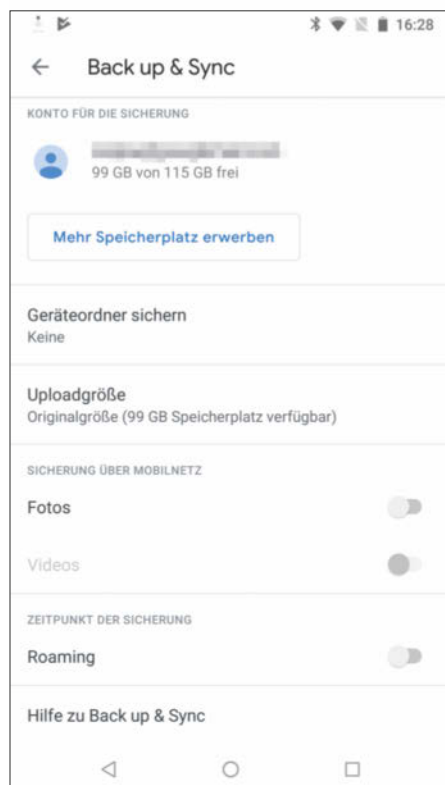 16:28
Back up & Sync
KONTO FÜR DIE SICHERUNG
99 GB von 115 GB frei
Mehr Speicherplatz erwerben
Geräteordner sichern
Keine
Uploadgröße
Originalgröße (99 GB Speicherplatz verfügbar)
SICHERUNG ÜBER MOBILNETZ
Fotos
Videos
ZEITPUNKT DER SICHERUNG
Roaming
Hilfe zu Back up & Sync